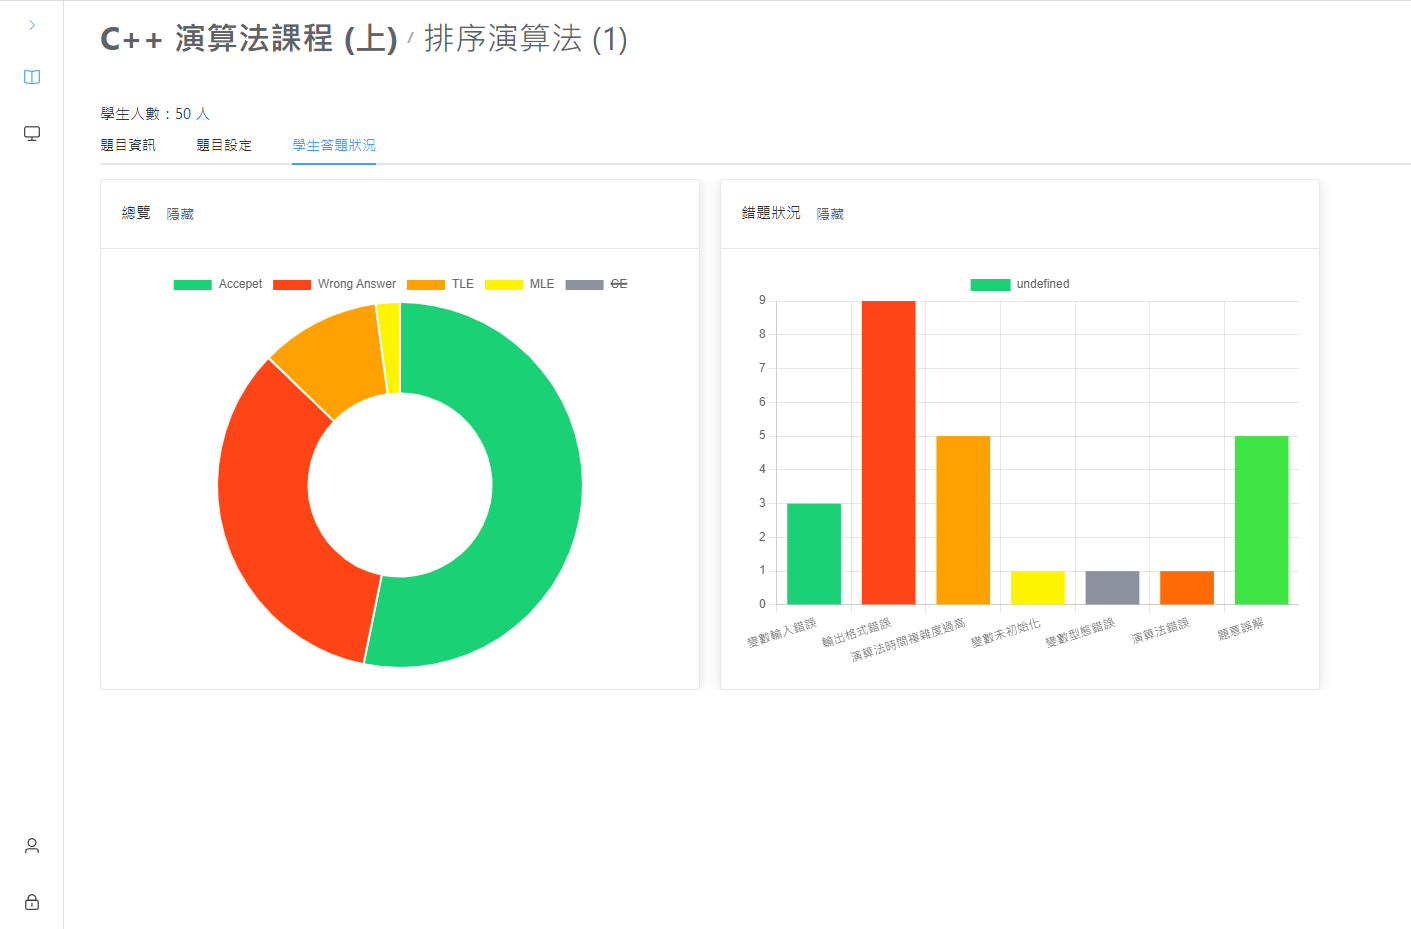 C++ 演算法課程 (上) / 排序演算法 (1)
學生人數：50 人
題目資訊 題目設定 學生答題狀況
總覽 隱藏
Accepet Wrong Answer TLE MLE CE
錯題狀況 隱藏
undefined
9
8
7
6
5
4
3
2
1
0
變數輸入錯誤 輸出格式錯誤 演算法時間複雜度過高 變數未初始化 變數型態錯誤 演算法錯誤 題意誤解